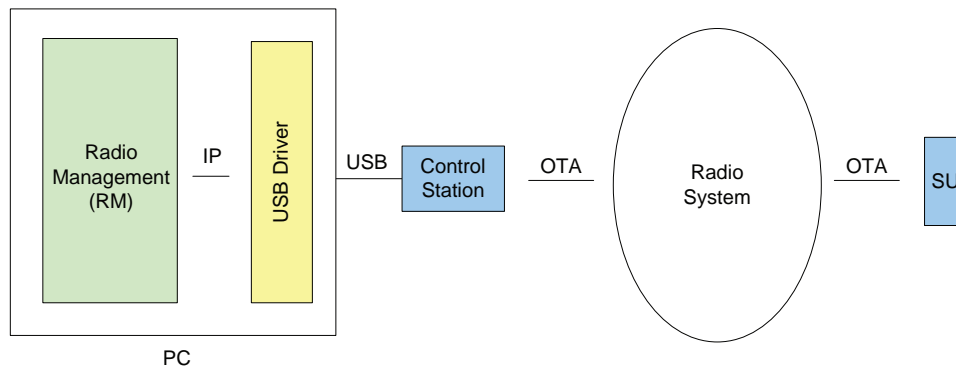 Radio
Management
(RM)
IP
USB Driver
USB
Control
Station
OTA
Radio
System
OTA
SU
PC